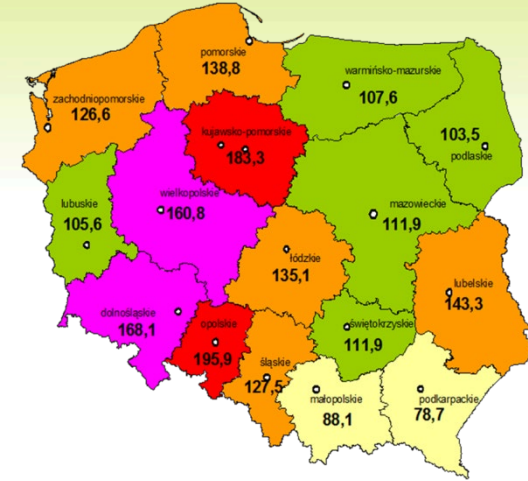 pomorskie
138,8
warmińsko-mazurskie
107,6
zachodniopomorskie
126,6
kujawsko-pomorskie
183,3
103,5
podlaskie
lubuskie
105,6
wielkopolskie
160,8
mazowieckie
111,9
łódzkie
135,1
lubelskie
143,3
dolnośląskie
168,1
opolskie
195,9
świętokrzyskie
111,9
śląskie
127,5
małopolskie
88,1
podkarpackie
78,7